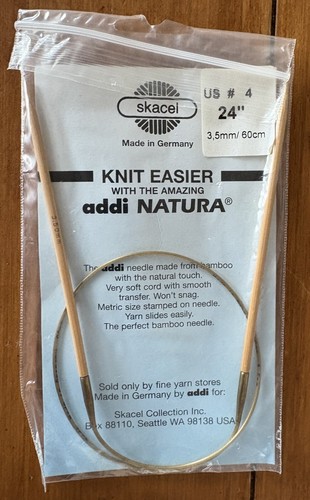 skacel
Made in Germany
US # 4
24"
3,5mm/ 60cm
KNIT EASIER
WITH THE AMAZING
addi NATURA®
The addi needle made from bamboo
with the natural touch.
Very soft cord with smooth
transfer. Won't snag.
Metric size stamped on needle.
Yarn slides easily.
The perfect bamboo needle.
Sold only by fine yarn stores
Made in Germany by addi for:
Skacel Collection Inc.
Box 88110, Seattle WA 98138 USA